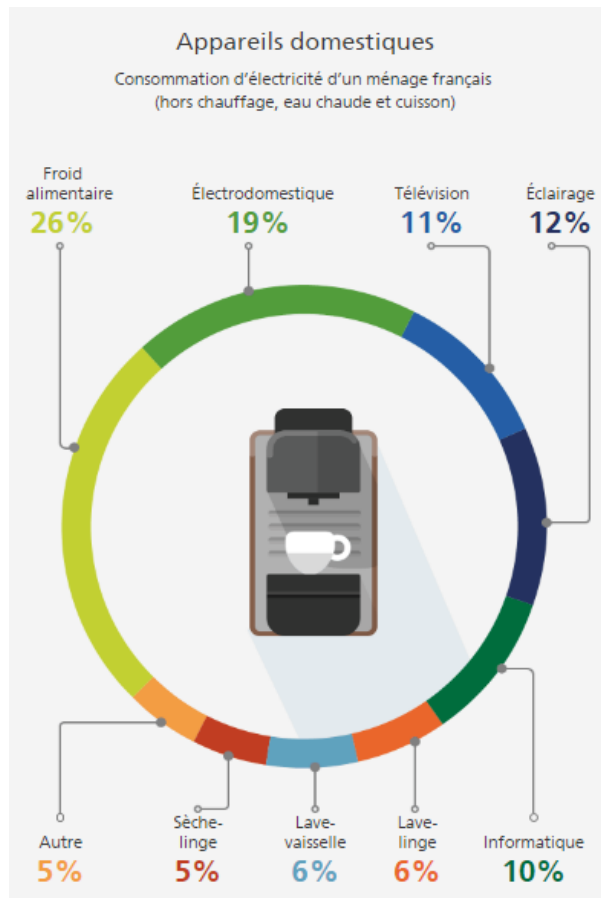 Appareils domestiques
Consommation d’électricité d’un ménage français
(hors chauffage, eau chaude et cuisson)
Froid
alimentaire
26%
Électrodomestique
19%
Télévision
11%
Éclairage
12%
Autre
5%
Sèche-
linge
5%
Lave-
vaisselle
6%
Lave-
linge
6%
Informatique
10%